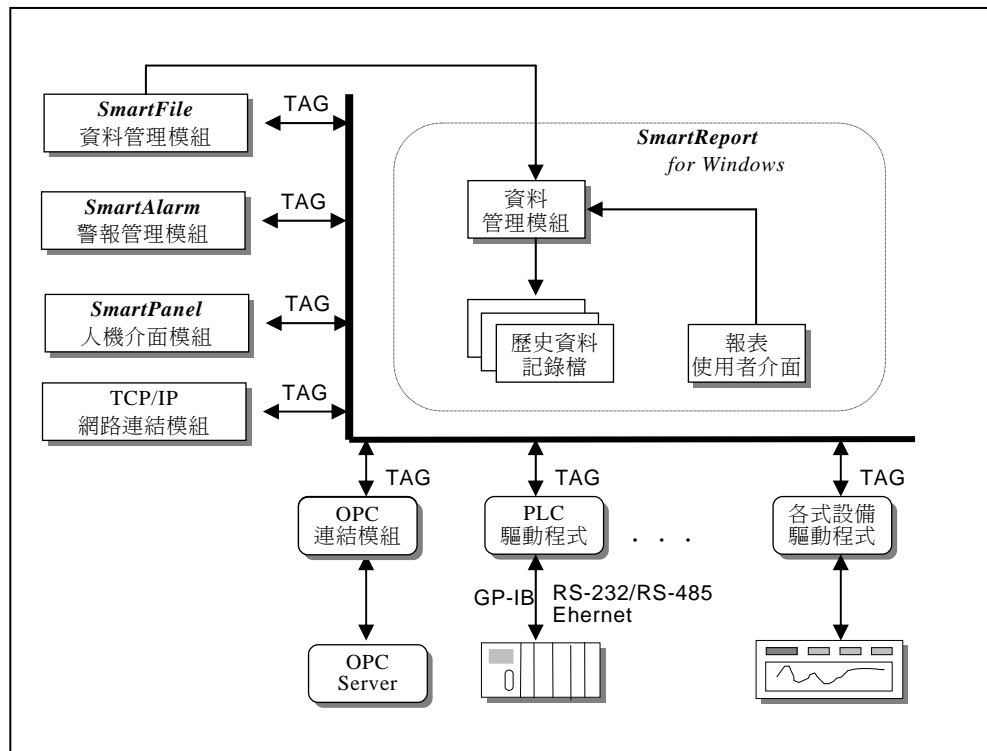 SmartFile
資料管理模組
TAG
SmartReport
for Windows
資料
管理模組
SmartAlarm
警報管理模組
TAG
SmartPanel
人機介面模組
TAG
歷史資料
記錄檔
報表
使用者介面
TCP/IP
網路連結模組
TAG
TAG
TAG
TAG
OPC
連結模組
PLC
驅動程式
. . .
各式設備
驅動程式
GP-IB
RS-232/RS-485
Ehernet
OPC
Server